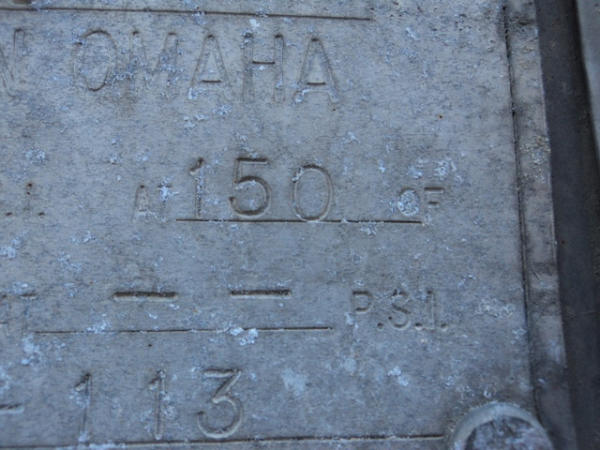 N OMAHA
AT 150 °F
— — P.S.I.
-113